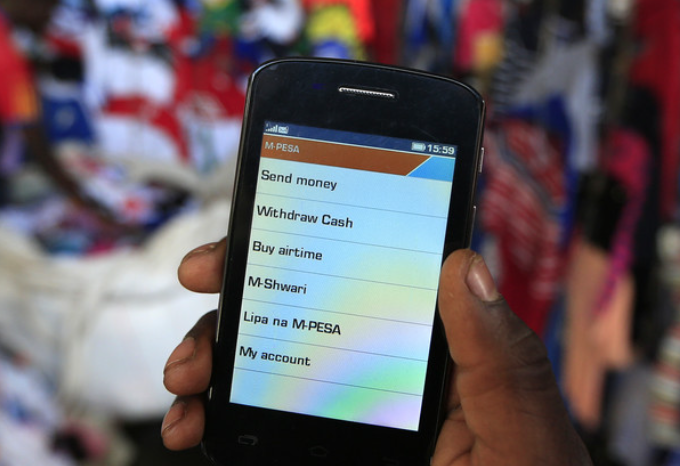 15:59
M-PESA
Send money
Withdraw Cash
Buy airtime
M-Shwari
Lipa na M-PESA
My account